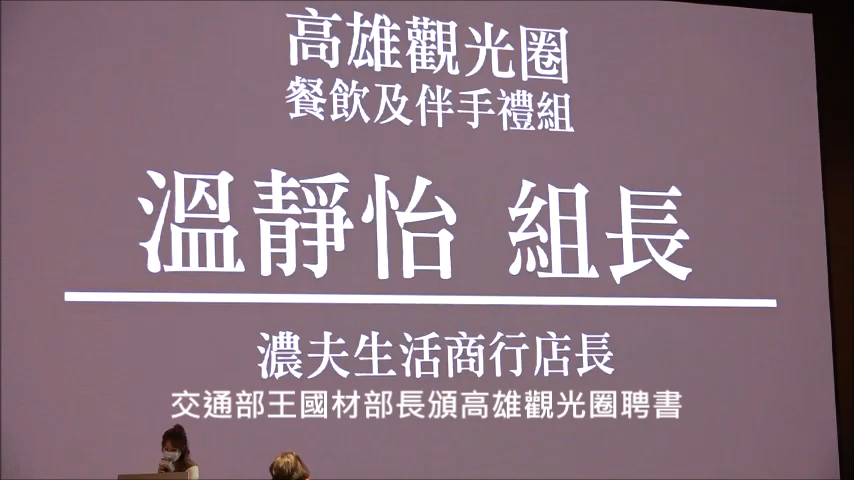 高雄觀光圈
餐飲及伴手禮組
溫靜怡 組長
濃夫生活商行店長
交通部王國材部長頒高雄觀光圈聘書